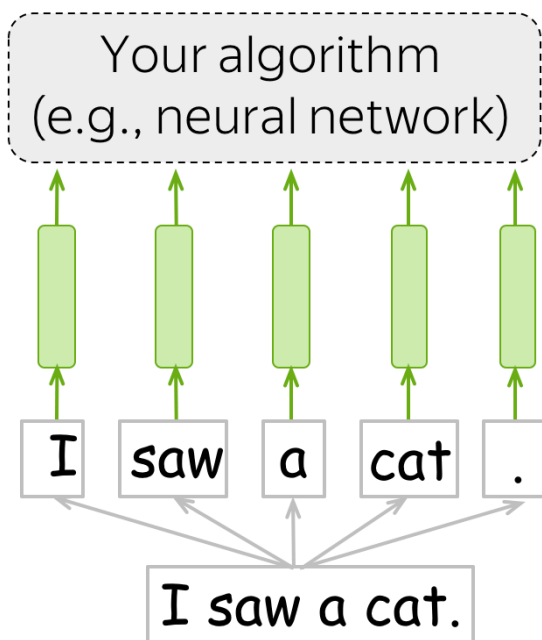 Your algorithm
(e.g., neural network)
I saw a cat .
I saw a cat.